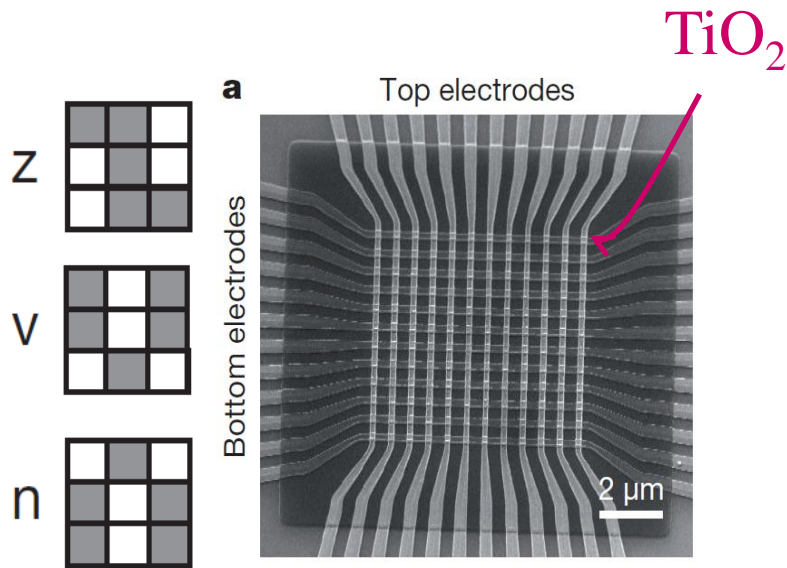 TiO₂
a
Top electrodes
z
v
n
Bottom electrodes
2 µm